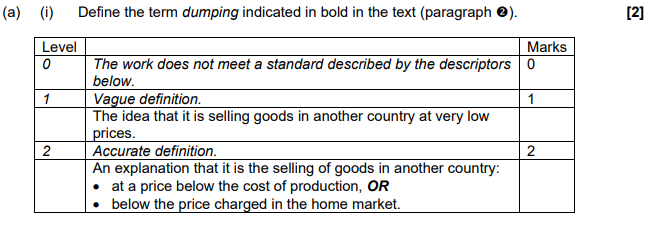 (a) (i) Define the term dumping indicated in bold in the text (paragraph ❷). [2]
Level Marks
0 The work does not meet a standard described by the descriptors 0
below.
1 Vague definition. 1
The idea that it is selling goods in another country at very low
prices.
2 Accurate definition. 2
An explanation that it is the selling of goods in another country:
• at a price below the cost of production, OR
• below the price charged in the home market.